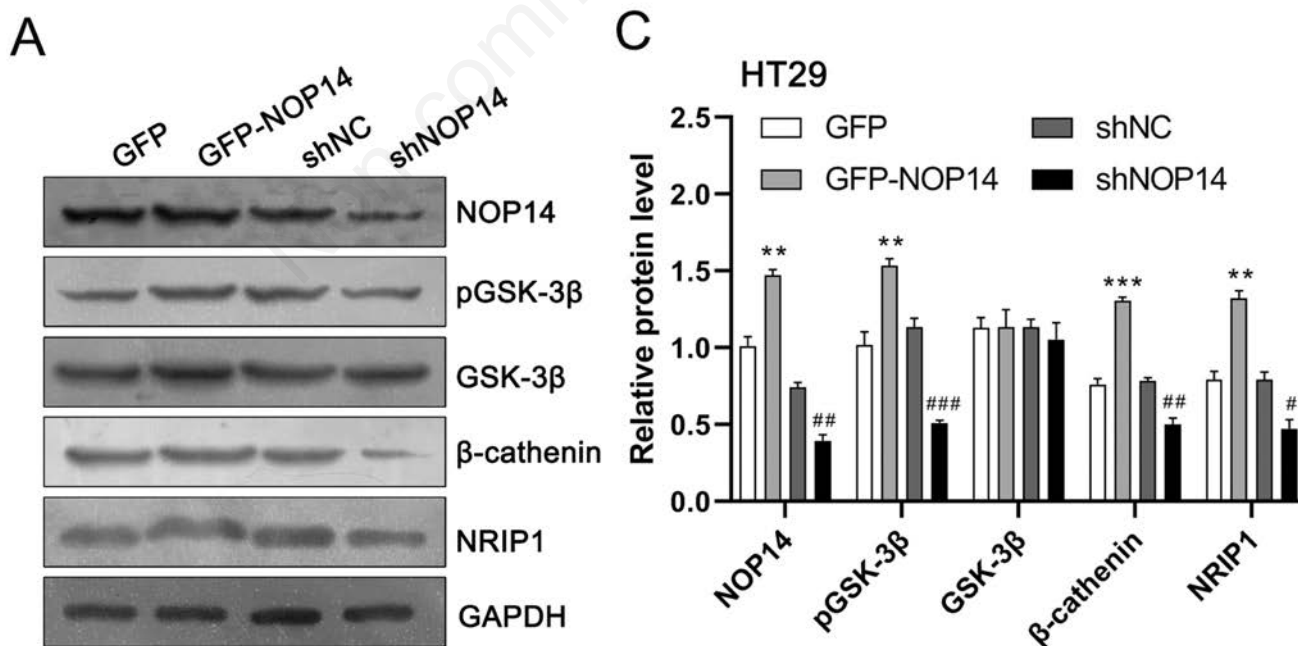 A
GFP
GFP-NOP14
shNC
shNOP14
NOP14
pGSK-3β
GSK-3β
β-cathenin
NRIP1
GAPDH
C
HT29
GFP
GFP-NOP14
shNC
shNOP14
Relative protein level
2.5
2.0
1.5
1.0
0.5
0.0
**
##
**
###
***
##
**
#
NOP14
pGSK-3β
GSK-3β
β-cathenin
NRIP1